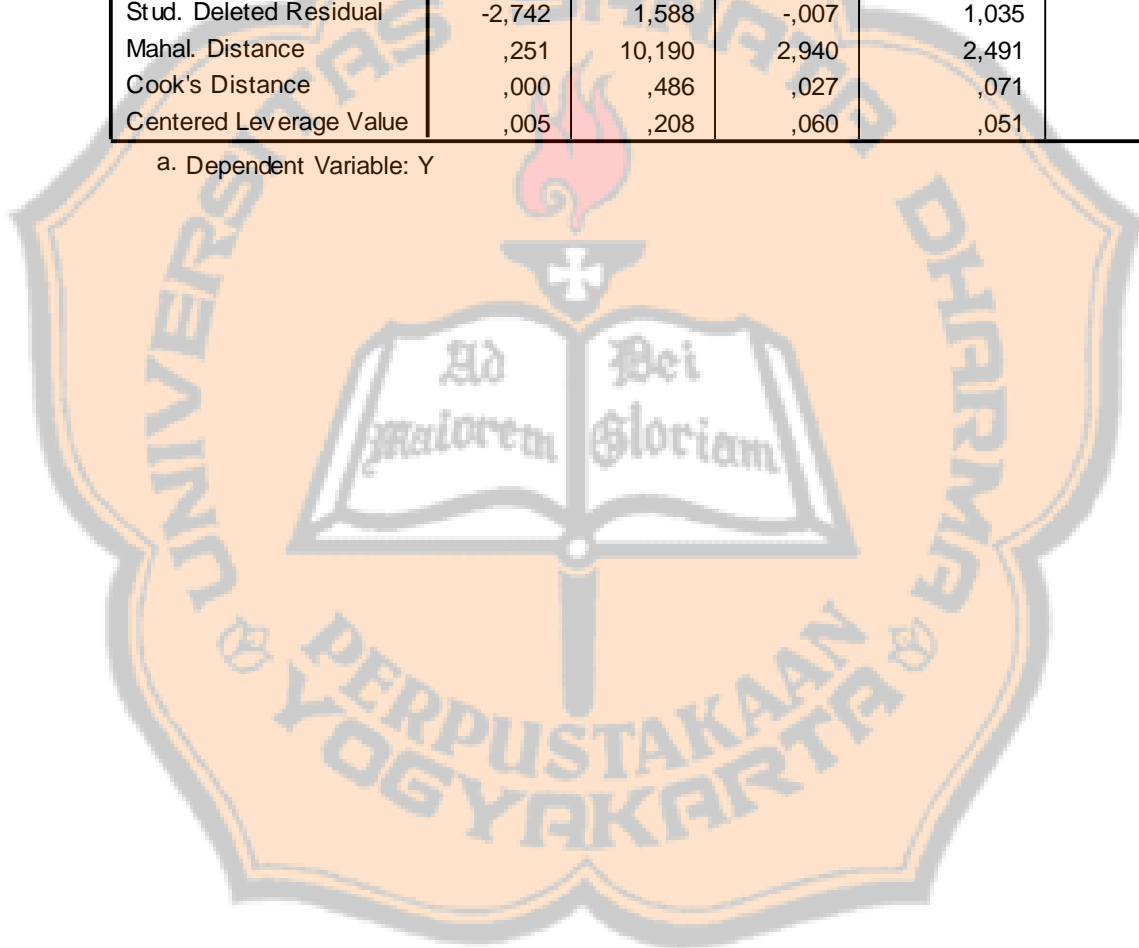 Stud. Deleted Residual -2,742 1,588 -,007 1,035
Mahal. Distance ,251 10,190 2,940 2,491
Cook's Distance ,000 ,486 ,027 ,071
Centered Leverage Value ,005 ,208 ,060 ,051
a. Dependent Variable: Y
UNIVERSITAS DHARMA
Ad Dei
Maiorem Gloriam
PERPUSTAKAAN
YOGYAKARTA